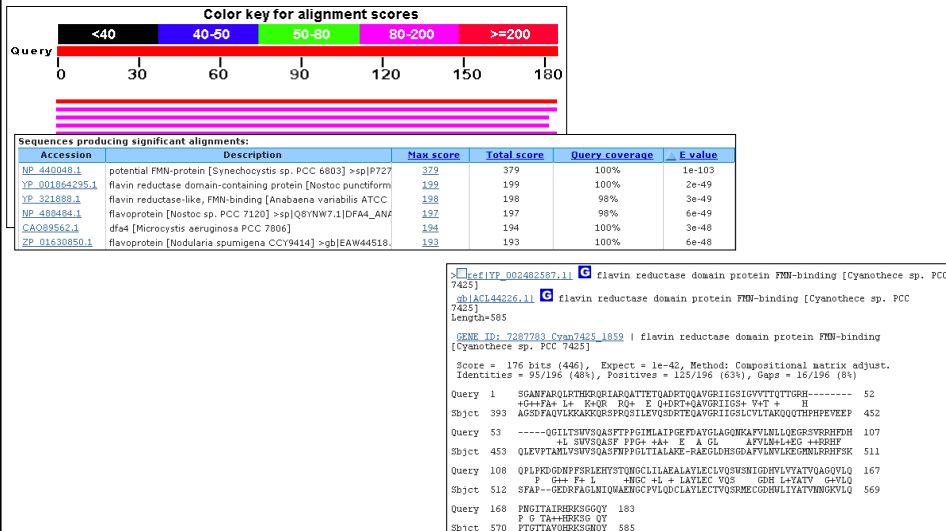 Color key for alignment scores
<40 40-50 50-80 80-200 >=200
Query
0 30 60 90 120 150 180
Sequences producing significant alignments:
Accession Description Max score Total score Query coverage E value
NP_440048.1 potential FMN-protein [Synechocystis sp. PCC 6803] >sp|P727 379 379 100% 1e-103
YP_001864295.1 flavin reductase domain-containing protein [Nostoc punctiform 199 199 100% 2e-49
YP_321888.1 flavin reductase-like, FMN-binding [Anabaena variabilis ATCC 198 198 98% 3e-49
NP_488484.1 flavoprotein [Nostoc sp. PCC 7120] >sp|Q8YNW7.1|DFA4_ANA 197 197 98% 6e-49
CAO89562.1 dfa4 [Microcystis aeruginosa PCC 7806] 194 194 100% 3e-48
ZP_01630850.1 flavoprotein [Nodularia spumigena CCY9414] >gb|EAW44518. 193 193 100% 6e-48
>ref|YP_002482587.1| G flavin reductase domain protein FMN-binding [Cyanothece sp. PCC
7425]
gb|ACL44226.1| G flavin reductase domain protein FMN-binding [Cyanothece sp. PCC
7425]
Length=585
GENE ID: 7287783 Cyan7425_1859 | flavin reductase domain protein FMN-binding
[Cyanothece sp. PCC 7425]
Score = 176 bits (446), Expect = 1e-42, Method: Compositional matrix adjust.
Identities = 95/196 (48%), Positives = 125/196 (63%), Gaps = 16/196 (8%)
Query 1 SGANFARQLRTHKRQRIARQATTETQADRTQQAVGRIIGSIGVVTTQTTGRH-------- 52
+G++FA+ L+ K+QR RQ+ E Q+DRT+QAVGRIIGS+ V+T + H
Sbjct 393 AGSDFAQVLKKAKKQRSPRQSILEVQSDRTEQAVGRIIGSLCVLTAKQQQTHPHPEVEEP 452
Query 53 -----QGILTSWVSQASFTPPGIMLAIPGEFDAYGLAGQNKAFVLNLLQEGRSVRRHFDH 107
+L SWVSQASF PPG+ +A+ E A GL AFVLN+L+EG ++RRHF
Sbjct 453 QLEVPTAMLVSWVSQASFNPPGLTIALAKE-RAEGLDHSGDAFVLNVLKEGMNLRRHFSK 511
Query 108 QPLPKDGDNPFSRLEHYSTQNGCLILAEALAYLECLVQSWSNIGDHVLVYATVQAGQVLQ 167
P G++ F+ L +NGC +L + LAYLEC VQS GDH L+YATV G+VLQ
Sbjct 512 SFAP--GEDRFAGLNIQWAENGCPVLQDCLAYLECTVQSRMECGDHWLIYATVNNGKVLQ 569
Query 168 PNGITAIRHRKSGGQY 183
P G TA++HRKSG QY
Sbjct 570 PTGTTAVQHRKSGNQY 585